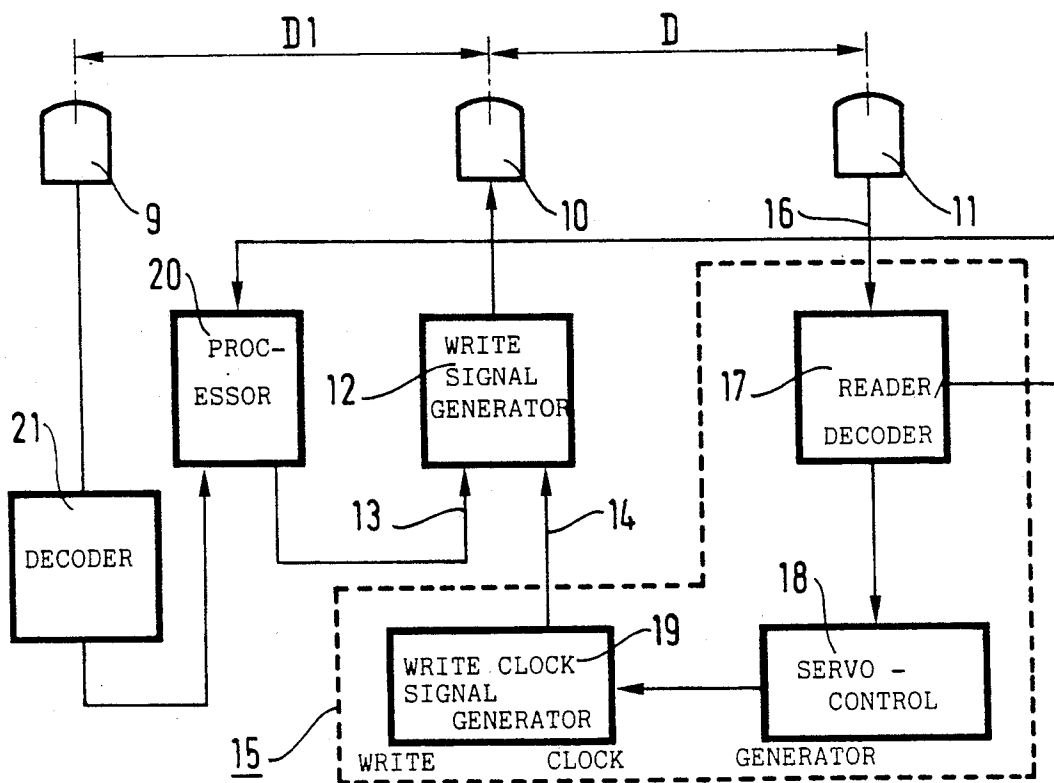 D1
D
9
10
16
11
20
PROC-
ESSOR
12
WRITE
SIGNAL
GENERATOR
17
READER/
DECODER
21
DECODER
13
14
18
SERVO -
CONTROL
19
WRITE CLOCK
SIGNAL
GENERATOR
15
WRITE CLOCK GENERATOR